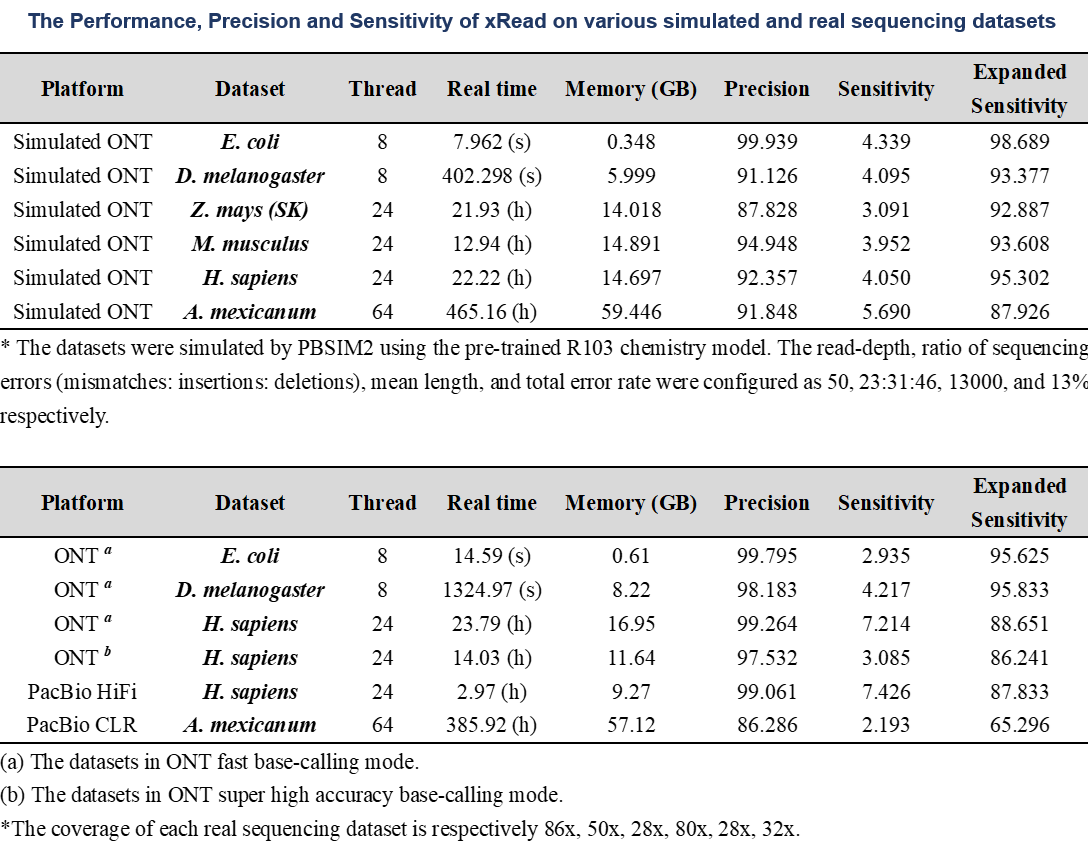 The Performance, Precision and Sensitivity of xRead on various simulated and real sequencing datasets
Platform Dataset Thread Real time Memory (GB) Precision Sensitivity Expanded Sensitivity
Simulated ONT E. coli 8 7.962 (s) 0.348 99.939 4.339 98.689
Simulated ONT D. melanogaster 8 402.298 (s) 5.999 91.126 4.095 93.377
Simulated ONT Z. mays (SK) 24 21.93 (h) 14.018 87.828 3.091 92.887
Simulated ONT M. musculus 24 12.94 (h) 14.891 94.948 3.952 93.608
Simulated ONT H. sapiens 24 22.22 (h) 14.697 92.357 4.050 95.302
Simulated ONT A. mexicanum 64 465.16 (h) 59.446 91.848 5.690 87.926
* The datasets were simulated by PBSIM2 using the pre-trained R103 chemistry model. The read-depth, ratio of sequencing
errors (mismatches: insertions: deletions), mean length, and total error rate were configured as 50, 23:31:46, 13000, and 13%
respectively.
Platform Dataset Thread Real time Memory (GB) Precision Sensitivity Expanded Sensitivity
ONT a E. coli 8 14.59 (s) 0.61 99.795 2.935 95.625
ONT a D. melanogaster 8 1324.97 (s) 8.22 98.183 4.217 95.833
ONT a H. sapiens 24 23.79 (h) 16.95 99.264 7.214 88.651
ONT b H. sapiens 24 14.03 (h) 11.64 97.532 3.085 86.241
PacBio HiFi H. sapiens 24 2.97 (h) 9.27 99.061 7.426 87.833
PacBio CLR A. mexicanum 64 385.92 (h) 57.12 86.286 2.193 65.296
(a) The datasets in ONT fast base-calling mode.
(b) The datasets in ONT super high accuracy base-calling mode.
*The coverage of each real sequencing dataset is respectively 86x, 50x, 28x, 80x, 28x, 32x.